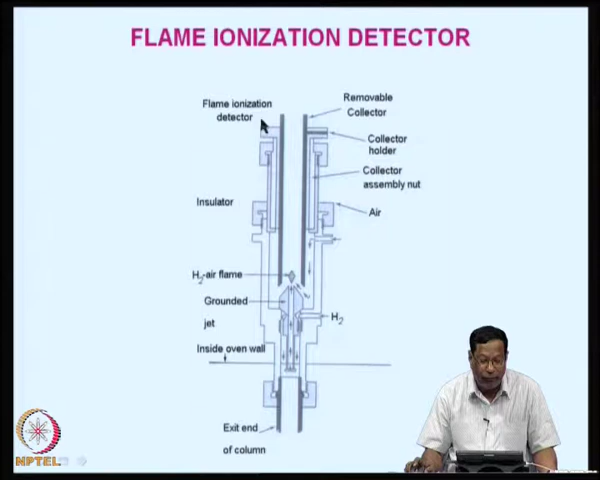 FLAME IONIZATION DETECTOR
Flame ionization
detector
Removable
Collector
Collector
holder
Collector
assembly nut
Insulator
Air
H2-air flame
Grounded
jet
H2
Inside oven wall
Exit end
of column
NPTEL